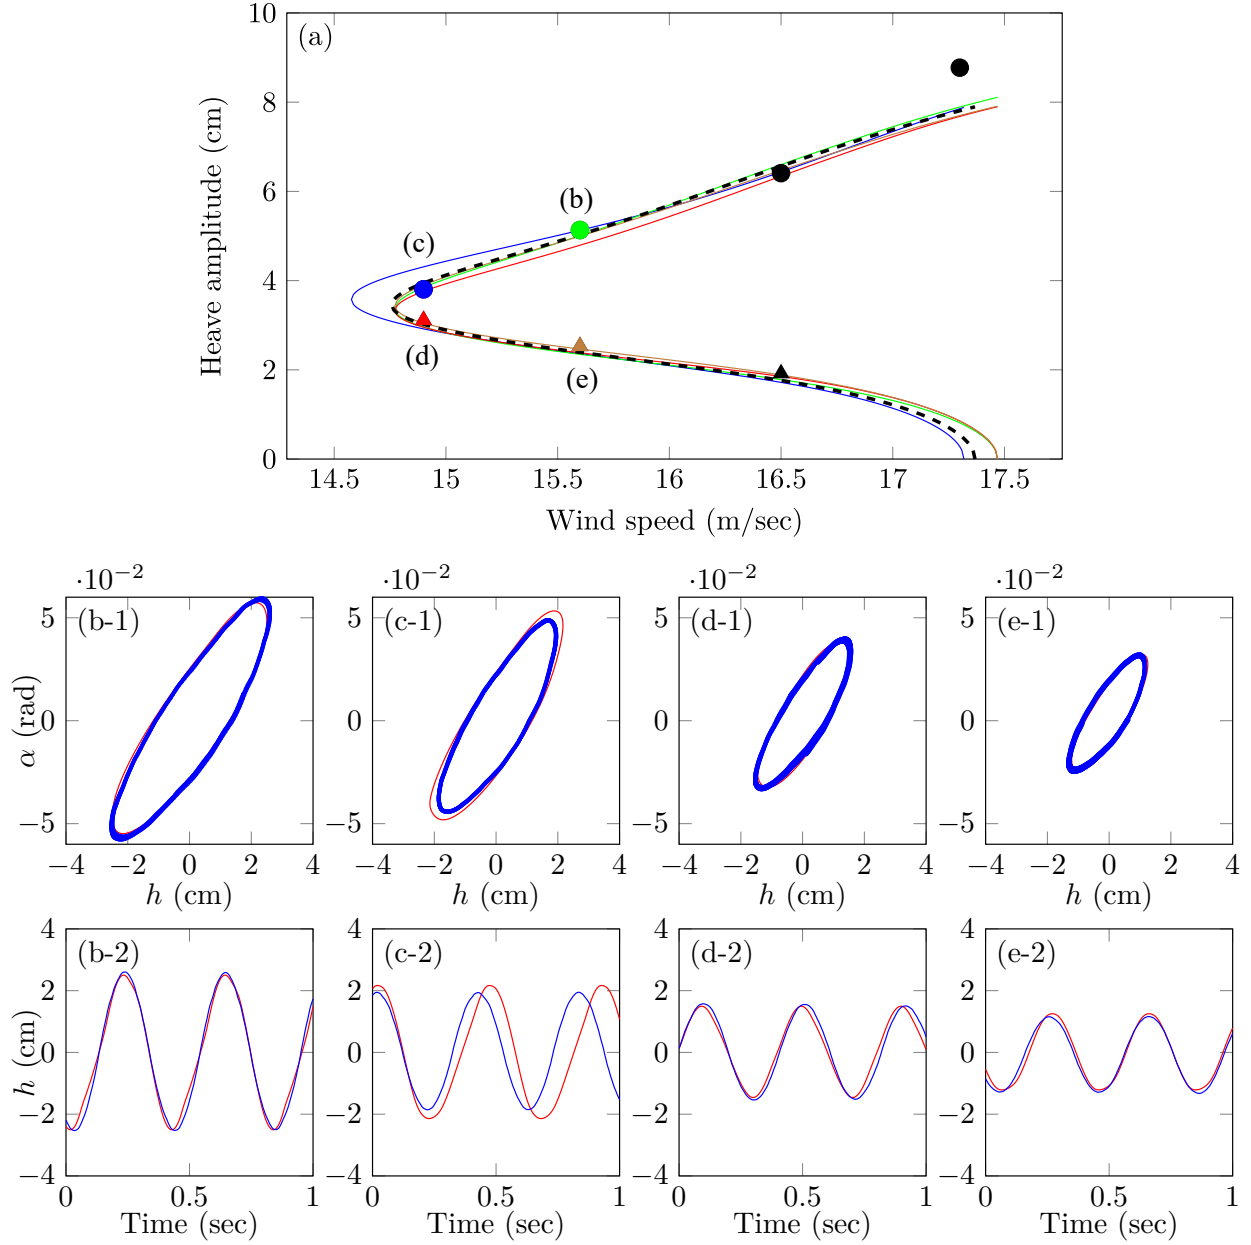 10
(a)
8
6
4
2
0
Heave amplitude (cm)
(b)
(c)
(d)
(e)
14.5 15 15.5 16 16.5 17 17.5
Wind speed (m/sec)
·10−2 ·10−2 ·10−2 ·10−2
(b-1) (c-1) (d-1) (e-1)
5 5 5 5
0 0 0 0
−5 −5 −5 −5
α (rad)
−4 −2 0 2 4 −4 −2 0 2 4 −4 −2 0 2 4 −4 −2 0 2 4
h (cm) h (cm) h (cm) h (cm)
4 4 4 4
(b-2) (c-2) (d-2) (e-2)
2 2 2 2
0 0 0 0
−2 −2 −2 −2
−4 −4 −4 −4
h (cm)
0 0.5 1 0 0.5 1 0 0.5 1 0 0.5 1
Time (sec) Time (sec) Time (sec) Time (sec)